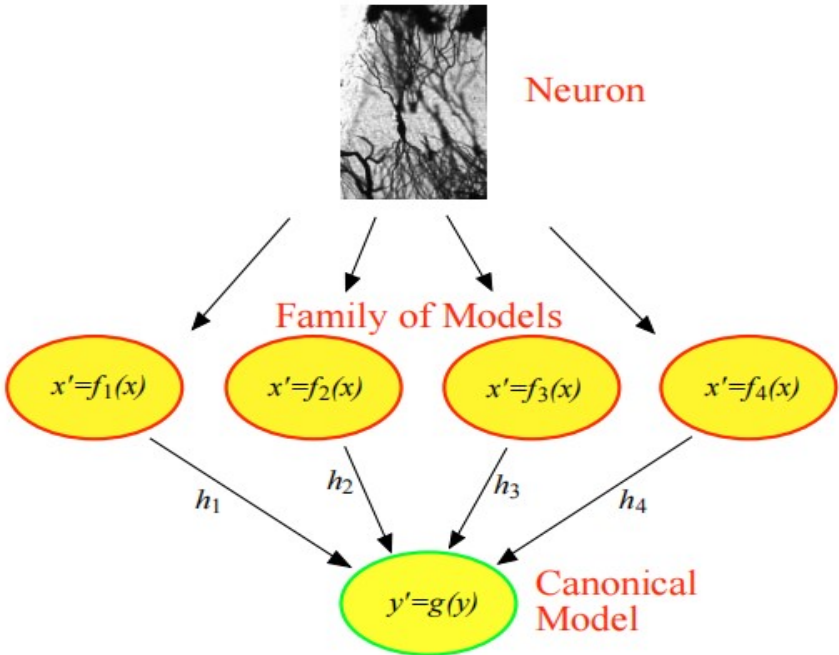 Neuron
Family of Models
x'=f₁(x)
x'=f₂(x)
x'=f₃(x)
x'=f₄(x)
h₁
h₂
h₃
h₄
y'=g(y)
Canonical
Model